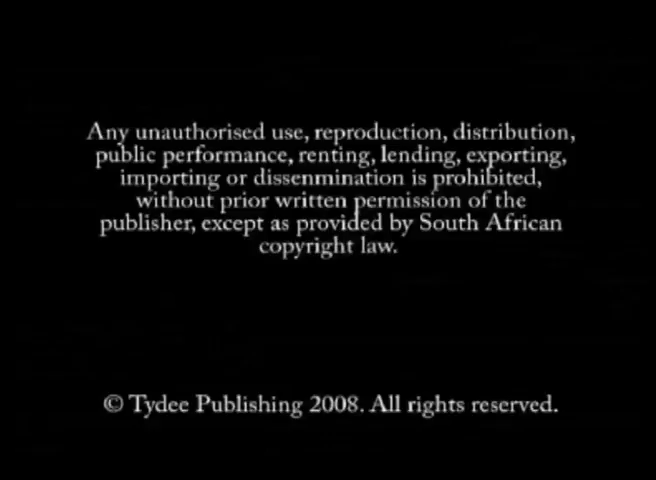 Any unauthorised use, reproduction, distribution,
public performance, renting, lending, exporting,
importing or dissenmination is prohibited,
without prior written permission of the
publisher, except as provided by South African
copyright law.
© Tydee Publishing 2008. All rights reserved.